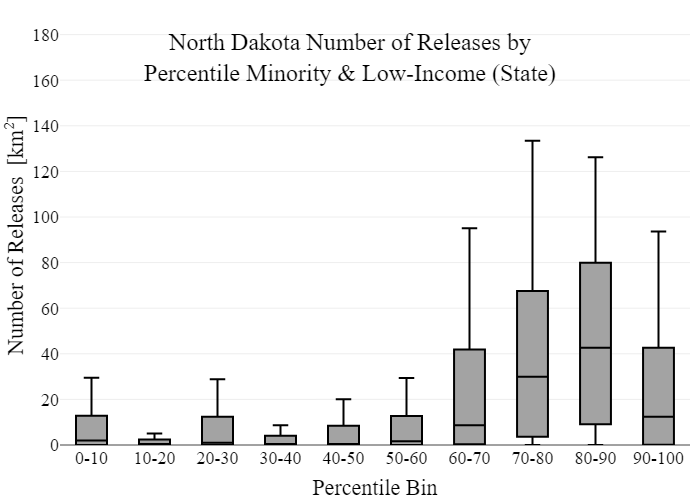 North Dakota Number of Releases by
Percentile Minority & Low-Income (State)
Number of Releases [km²]
180
160
140
120
100
80
60
40
20
0
0-10 10-20 20-30 30-40 40-50 50-60 60-70 70-80 80-90 90-100
Percentile Bin